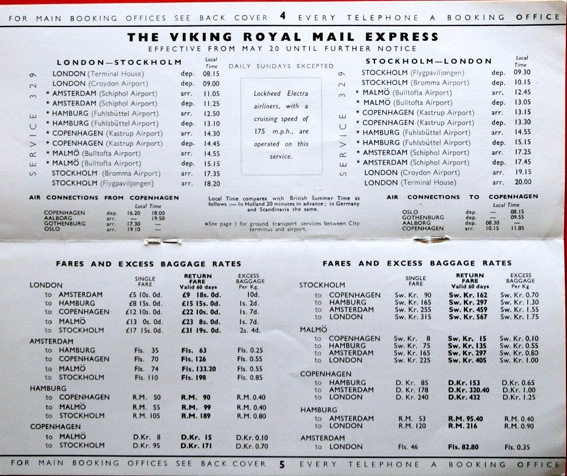 FOR MAIN BOOKING OFFICES SEE BACK COVER 4 EVERY TELEPHONE A BOOKING OFFICE
THE VIKING ROYAL MAIL EXPRESS
EFFECTIVE FROM MAY 20 UNTIL FURTHER NOTICE
LONDON—STOCKHOLM Local Time
SERVICE 329
LONDON (Terminal House) dep. 08.15
LONDON (Croydon Airport) dep. 09.00
* AMSTERDAM (Schiphol Airport) arr. 11.05
* AMSTERDAM (Schiphol Airport) dep. 11.25
* HAMBURG (Fuhlsbüttel Airport) arr. 12.50
* HAMBURG (Fuhlsbüttel Airport) dep. 13.10
* COPENHAGEN (Kastrup Airport) arr. 14.30
* COPENHAGEN (Kastrup Airport) dep. 14.45
* MALMÖ (Bulltofta Airport) arr. 14.55
* MALMÖ (Bulltofta Airport) dep. 15.15
STOCKHOLM (Bromma Airport) arr. 17.35
STOCKHOLM (Flygpaviljongen) arr. 18.20
DAILY SUNDAYS EXCEPTED
Lockheed Electra
airliners, with a
cruising speed of
175 m.p.h., are
operated on this
service.
STOCKHOLM—LONDON Local Time
SERVICE 329
STOCKHOLM (Flygpaviljongen) dep. 09.30
STOCKHOLM (Bromma Airport) dep. 10.15
* MALMÖ (Bulltofta Airport) arr. 12.45
* MALMÖ (Bulltofta Airport) dep. 13.05
* COPENHAGEN (Kastrup Airport) arr. 13.15
* COPENHAGEN (Kastrup Airport) dep. 13.30
* HAMBURG (Fuhlsbüttel Airport) arr. 14.55
* HAMBURG (Fuhlsbüttel Airport) dep. 15.15
* AMSTERDAM (Schiphol Airport) arr. 17.25
* AMSTERDAM (Schiphol Airport) dep. 17.45
LONDON (Croydon Airport) arr. 19.15
LONDON (Terminal House) arr. 20.00
AIR CONNECTIONS FROM COPENHAGEN
COPENHAGEN dep. 16.20 18.00
AALBORG arr. — 19.50
GOTHENBURG arr. 17.30 —
OSLO arr. 19.10
Local Time compares with British Summer Time as
follows — In Holland 20 minutes in advance; in Germany
and Scandinavia the same.
*See page 1 for ground transport services between City
terminus and airport.
AIR CONNECTIONS TO COPENHAGEN
OSLO dep. — 08.15
GOTHENBURG dep. — 09.55
AALBORG dep. 08.30 —
COPENHAGEN arr. 10.15 11.05
FARES AND EXCESS BAGGAGE RATES
SINGLE FARE RETURN FARE Valid 60 days EXCESS BAGGAGE Per Kg.
LONDON
to AMSTERDAM £5 10s. 0d. £9 18s. 0d. 10d.
to HAMBURG £8 15s. 0d. £15 15s. 0d. 1s. 2d.
to COPENHAGEN £12 10s. 0d. £22 10s. 0d. 1s. 7d.
to MALMÖ £13 0s. 0d. £23 8s. 0d. 1s. 7d.
to STOCKHOLM £17 15s. 0d. £31 19s. 0d. 2s. 4d.
AMSTERDAM
to HAMBURG Fls. 35 Fls. 63 Fls. 0.25
to COPENHAGEN Fls. 70 Fls. 126 Fls. 0.55
to MALMÖ Fls. 74 Fls. 133.20 Fls. 0.55
to STOCKHOLM Fls. 110 Fls. 198 Fls. 0.85
HAMBURG
to COPENHAGEN R.M. 50 R.M. 90 R.M. 0.40
to MALMÖ R.M. 55 R.M. 99 R.M. 0.40
to STOCKHOLM R.M. 105 R.M. 189 R.M. 0.80
COPENHAGEN
to MALMÖ D.Kr. 8 D.Kr. 15 D.Kr. 0.10
to STOCKHOLM D.Kr. 95 D.Kr. 171 D.Kr. 0.70
FARES AND EXCESS BAGGAGE RATES
SINGLE FARE RETURN FARE Valid 60 days EXCESS BAGGAGE Per Kg.
STOCKHOLM
to COPENHAGEN Sw. Kr. 90 Sw. Kr. 162 Sw. Kr. 0.70
to HAMBURG Sw. Kr. 165 Sw. Kr. 297 Sw. Kr. 1.30
to AMSTERDAM Sw. Kr. 255 Sw. Kr. 459 Sw. Kr. 1.55
to LONDON Sw. Kr. 315 Sw. Kr. 567 Sw. Kr. 1.75
MALMÖ
to COPENHAGEN Sw. Kr. 8 Sw. Kr. 15 Sw. Kr. 0.10
to HAMBURG Sw. Kr. 75 Sw. Kr. 135 Sw. Kr. 0.55
to AMSTERDAM Sw. Kr. 165 Sw. Kr. 297 Sw. Kr. 0.80
to LONDON Sw. Kr. 225 Sw. Kr. 405 Sw. Kr. 1.00
COPENHAGEN
to HAMBURG D. Kr. 85 D.Kr. 153 D.Kr. 0.65
to AMSTERDAM D. Kr. 178 D.Kr. 320.40 D.Kr. 1.00
to LONDON D. Kr. 240 D.Kr. 432 D.Kr. 1.25
HAMBURG
to AMSTERDAM R.M. 53 R.M. 95.40 R.M. 0.40
to LONDON R.M. 120 R.M. 216 R.M. 0.90
AMSTERDAM
to LONDON Fls. 46 Fls. 82.80 Fls. 0.35
FOR MAIN BOOKING OFFICES SEE BACK COVER 5 EVERY TELEPHONE A BOOKING OFFICE